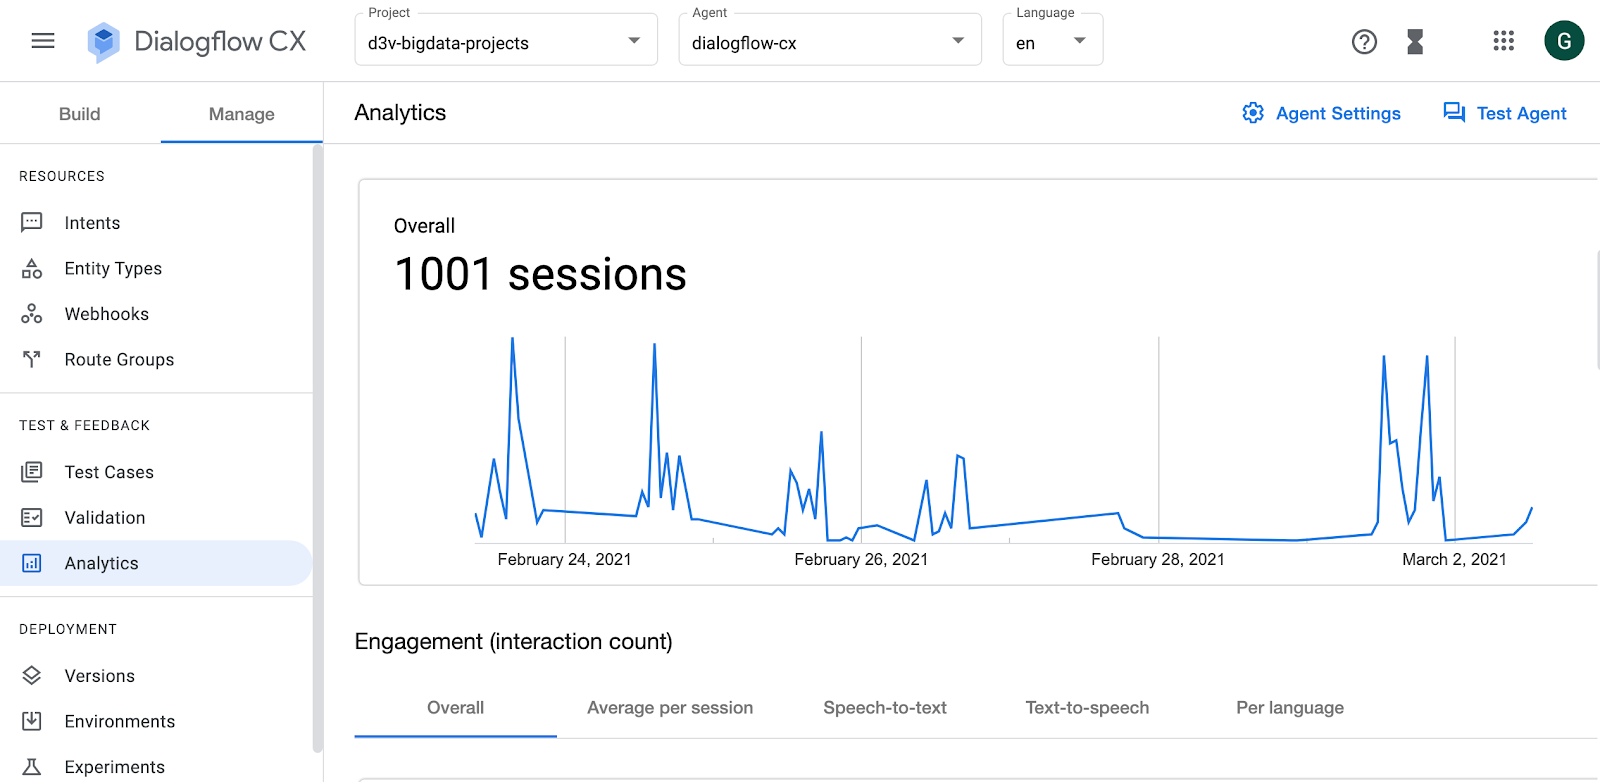 Dialogflow CX
Project
d3v-bigdata-projects
Agent
dialogflow-cx
Language
en
G
Build
Manage
Analytics
Agent Settings
Test Agent
RESOURCES
Intents
Entity Types
Webhooks
Route Groups
TEST & FEEDBACK
Test Cases
Validation
Analytics
DEPLOYMENT
Versions
Environments
Experiments
Overall
1001 sessions
February 24, 2021
February 26, 2021
February 28, 2021
March 2, 2021
Engagement (interaction count)
Overall
Average per session
Speech-to-text
Text-to-speech
Per language